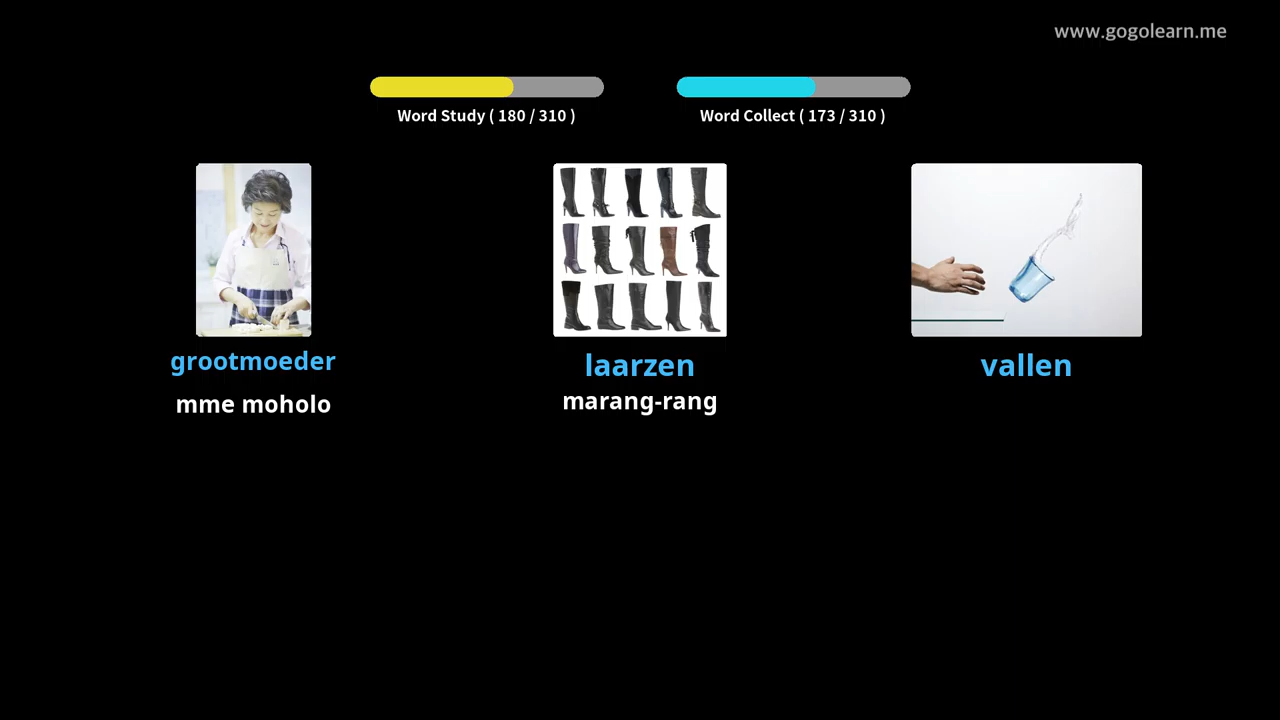 www.gogolearn.me
Word Study ( 180 / 310 )
Word Collect ( 173 / 310 )
grootmoeder
mme moholo
laarzen
marang-rang
vallen